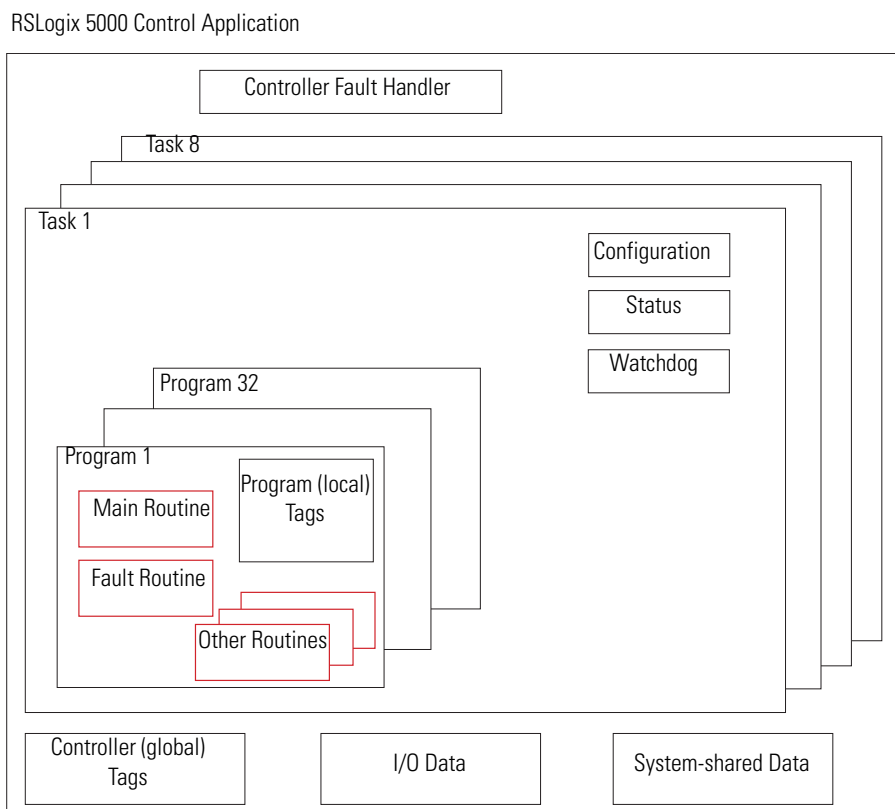 RSLogix 5000 Control Application
Controller Fault Handler
Task 8
Task 1
Configuration
Status
Watchdog
Program 32
Program 1
Main Routine
Program (local)
Tags
Fault Routine
Other Routines
Controller (global)
Tags
I/O Data
System-shared Data